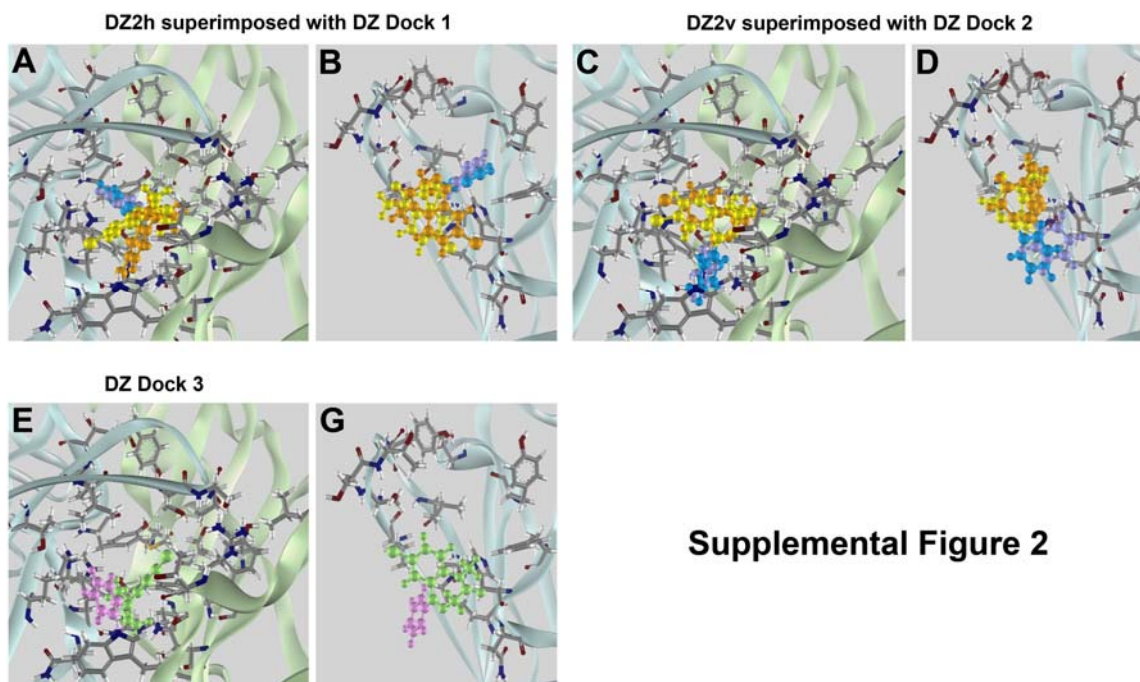 DZ2h superimposed with DZ Dock 1
DZ2v superimposed with DZ Dock 2
A
B
C
D
DZ Dock 3
E
G
Supplemental Figure 2